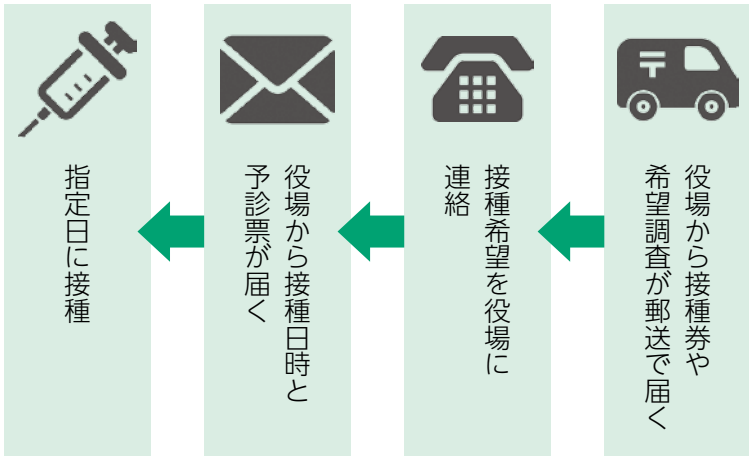 役場から接種券や
希望調査が郵送で届く
接種希望を役場に
連絡
役場から接種日時と
予診票が届く
指定日に接種